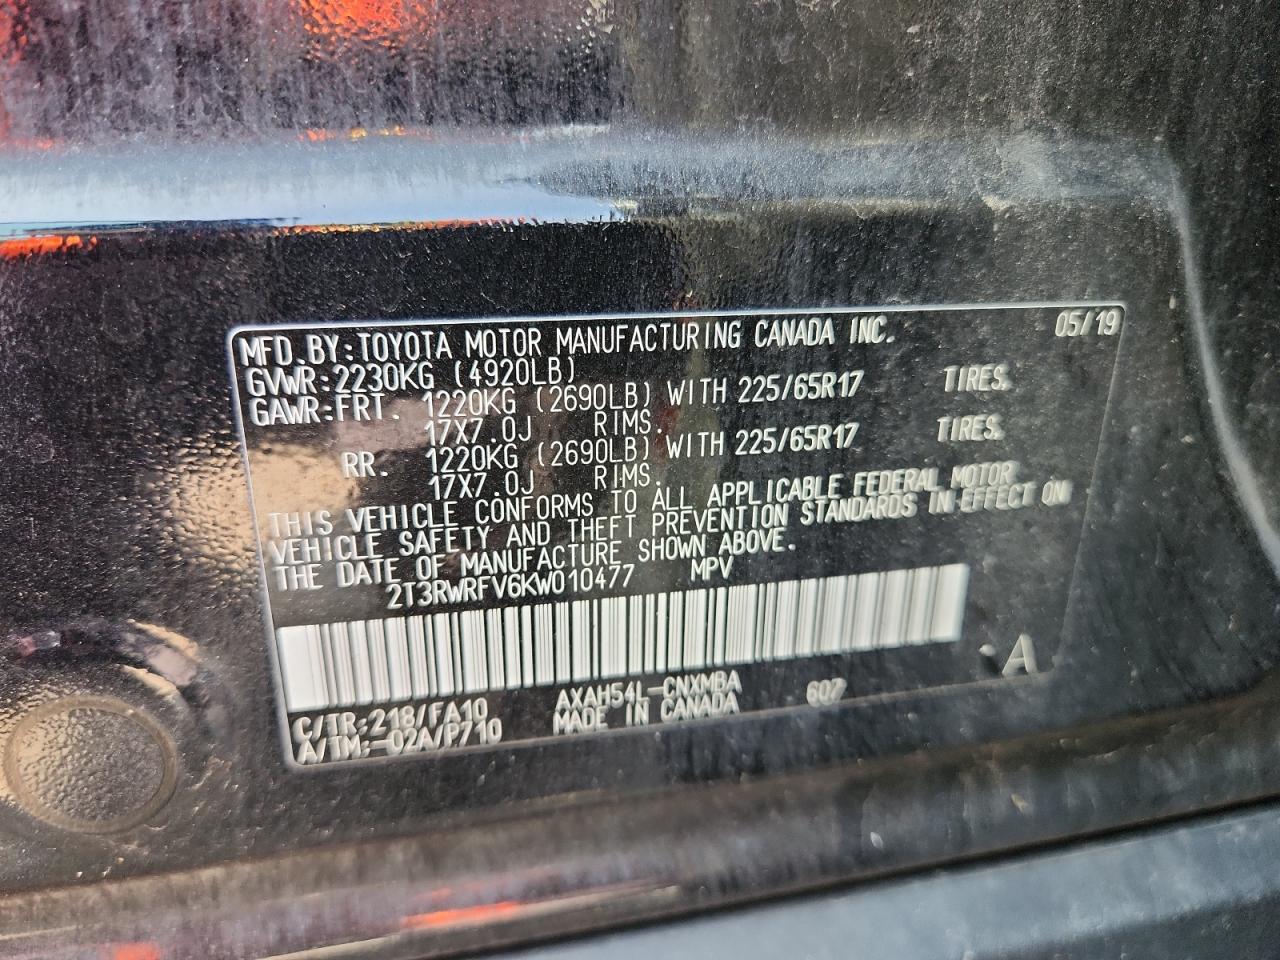 MFD.BY:TOYOTA MOTOR MANUFACTURING CANADA INC. 05/19
GVWR:2230KG (4920LB)
GAWR:FRT. 1220KG (2690LB) WITH 225/65R17 TIRES.
17X7.0J RIMS.
RR. 1220KG (2690LB) WITH 225/65R17 TIRES.
17X7.0J RIMS.
THIS VEHICLE CONFORMS TO ALL APPLICABLE FEDERAL MOTOR
VEHICLE SAFETY AND THEFT PREVENTION STANDARDS IN EFFECT ON
THE DATE OF MANUFACTURE SHOWN ABOVE.
2T3RWRFV6KW010477 MPV
A
C/TR:218/FA10 AXAH54L-CNXMBA 607
A/TM:-02A/P710 MADE IN CANADA